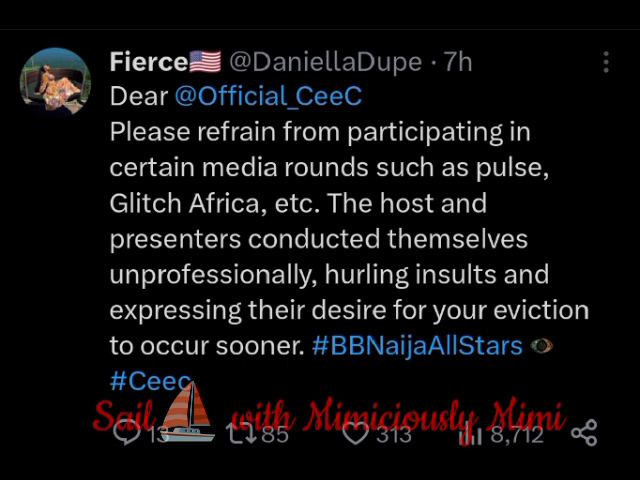 Fierce🇺🇸 @DaniellaDupe · 7h
Dear @Official_CeeC
Please refrain from participating in
certain media rounds such as pulse,
Glitch Africa, etc. The host and
presenters conducted themselves
unprofessionally, hurling insults and
expressing their desire for your eviction
to occur sooner. #BBNaijaAllStars
#Ceec
Sail with Mimiciously Mimi
85 313 8,712